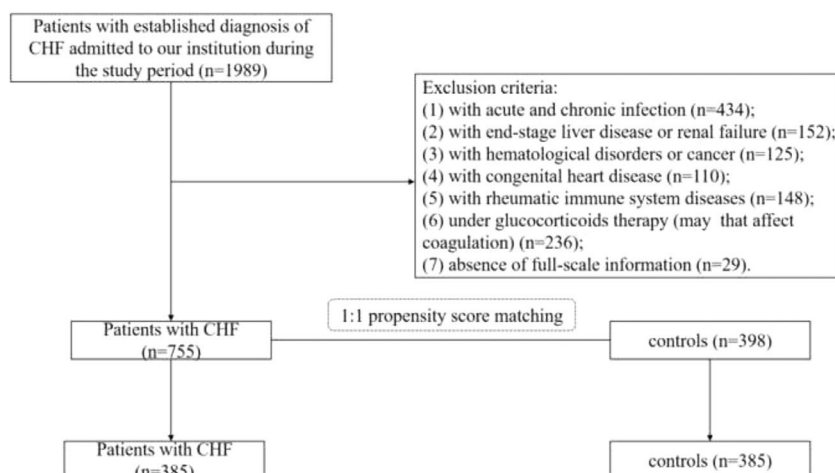 Patients with established diagnosis of
CHF admitted to our institution during
the study period (n=1989)
Exclusion criteria:
(1) with acute and chronic infection (n=434);
(2) with end-stage liver disease or renal failure (n=152);
(3) with hematological disorders or cancer (n=125);
(4) with congenital heart disease (n=110);
(5) with rheumatic immune system diseases (n=148);
(6) under glucocorticoids therapy (may that affect
coagulation) (n=236);
(7) absence of full-scale information (n=29).
1:1 propensity score matching
Patients with CHF
(n=755)
controls (n=398)
Patients with CHF
(n=385)
controls (n=385)